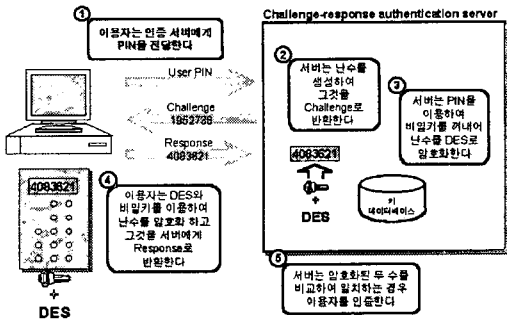 Challenge-response authentication server
①
이용자는 인증 서버에게
PIN을 전달한다
User PIN
Challenge
1952726
Response
4083621
②
서버는 난수를
생성하여
그것을
Challenge로
반환한다
③
서버는 PIN을
이용하여
비밀키를 꺼내어
난수를 DES로
암호화한다
4083621
+
DES
키
데이터베이스
4083621
④
이용자는 DES와
비밀키를 이용하여
난수를 암호화 하고
그것을 서버에게
Response로
반환한다
+
DES
⑤
서버는 암호화된 두 수를
비교하여 일치하는 경우
이용자를 인증한다